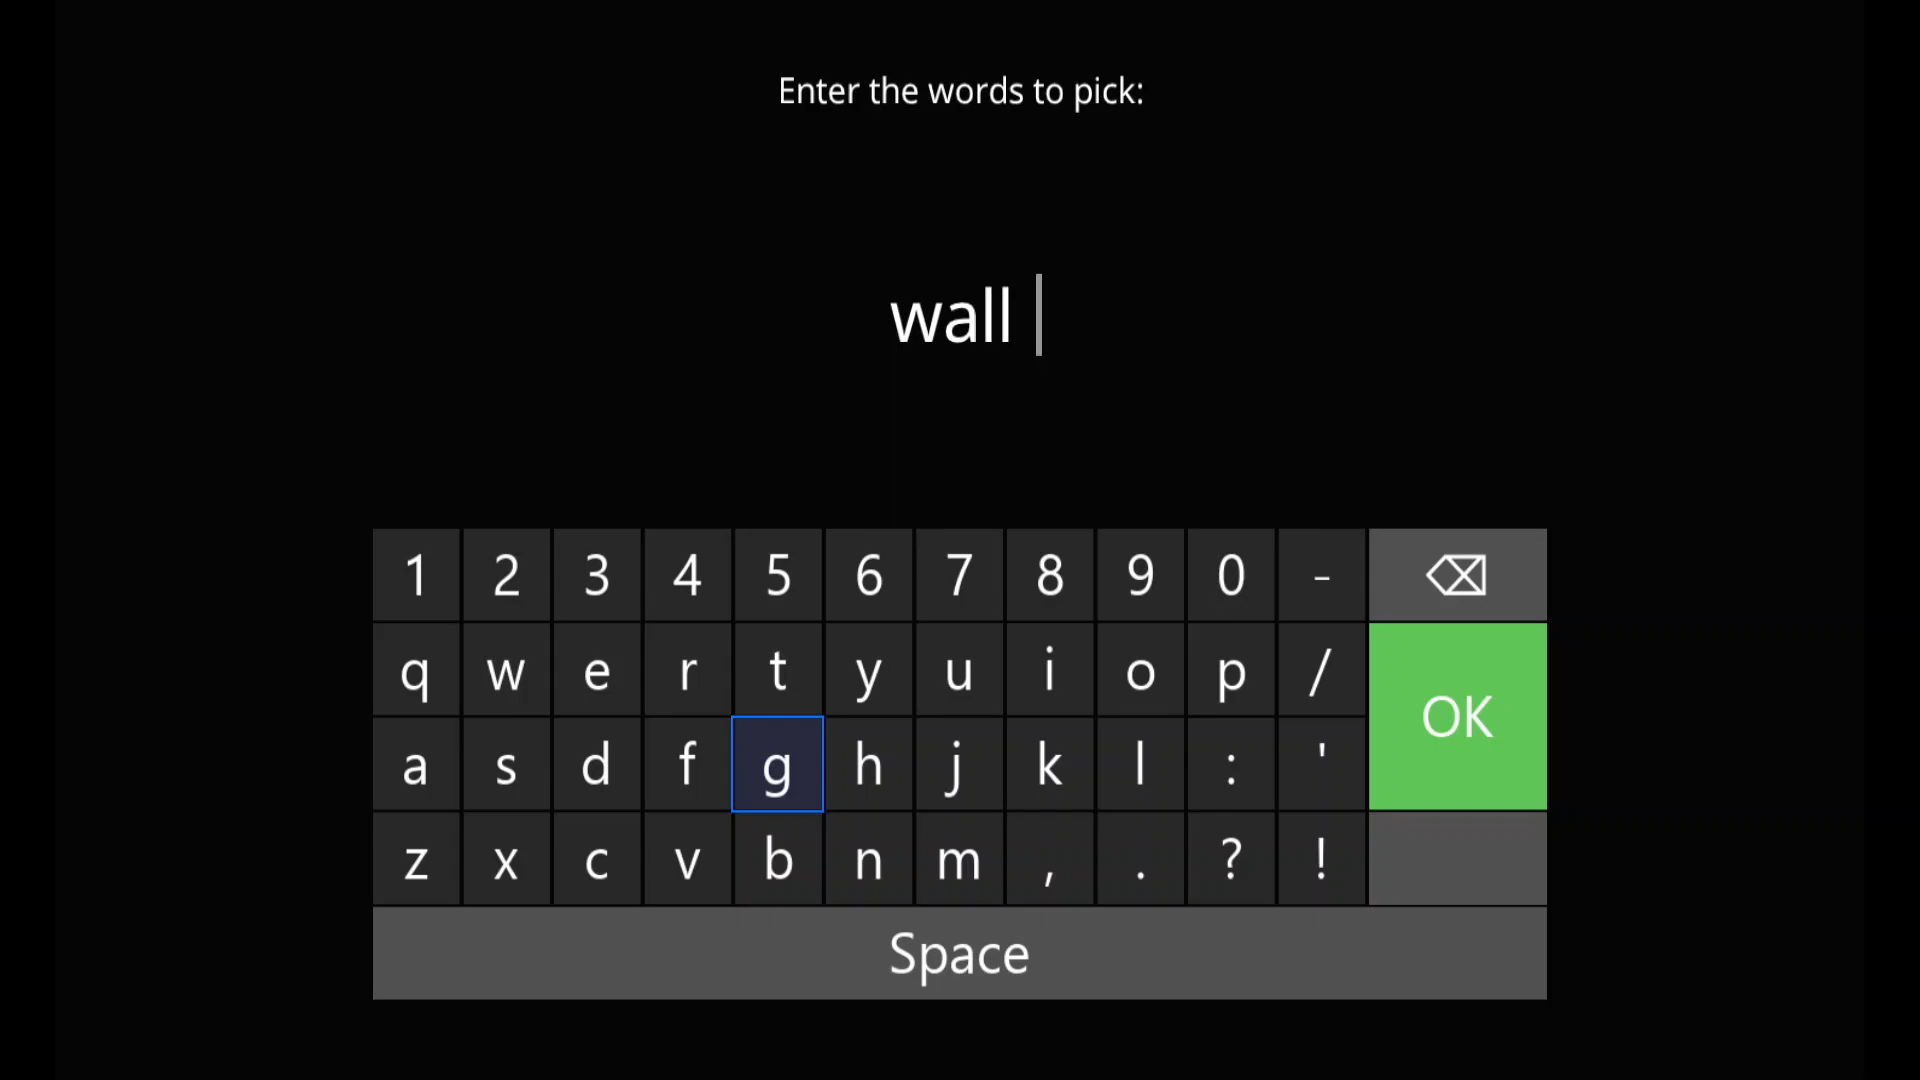 Enter the words to pick:
wall
1 2 3 4 5 6 7 8 9 0 -
q w e r t y u i o p /
OK
a s d f g h j k l : '
z x c v b n m , . ? !
Space